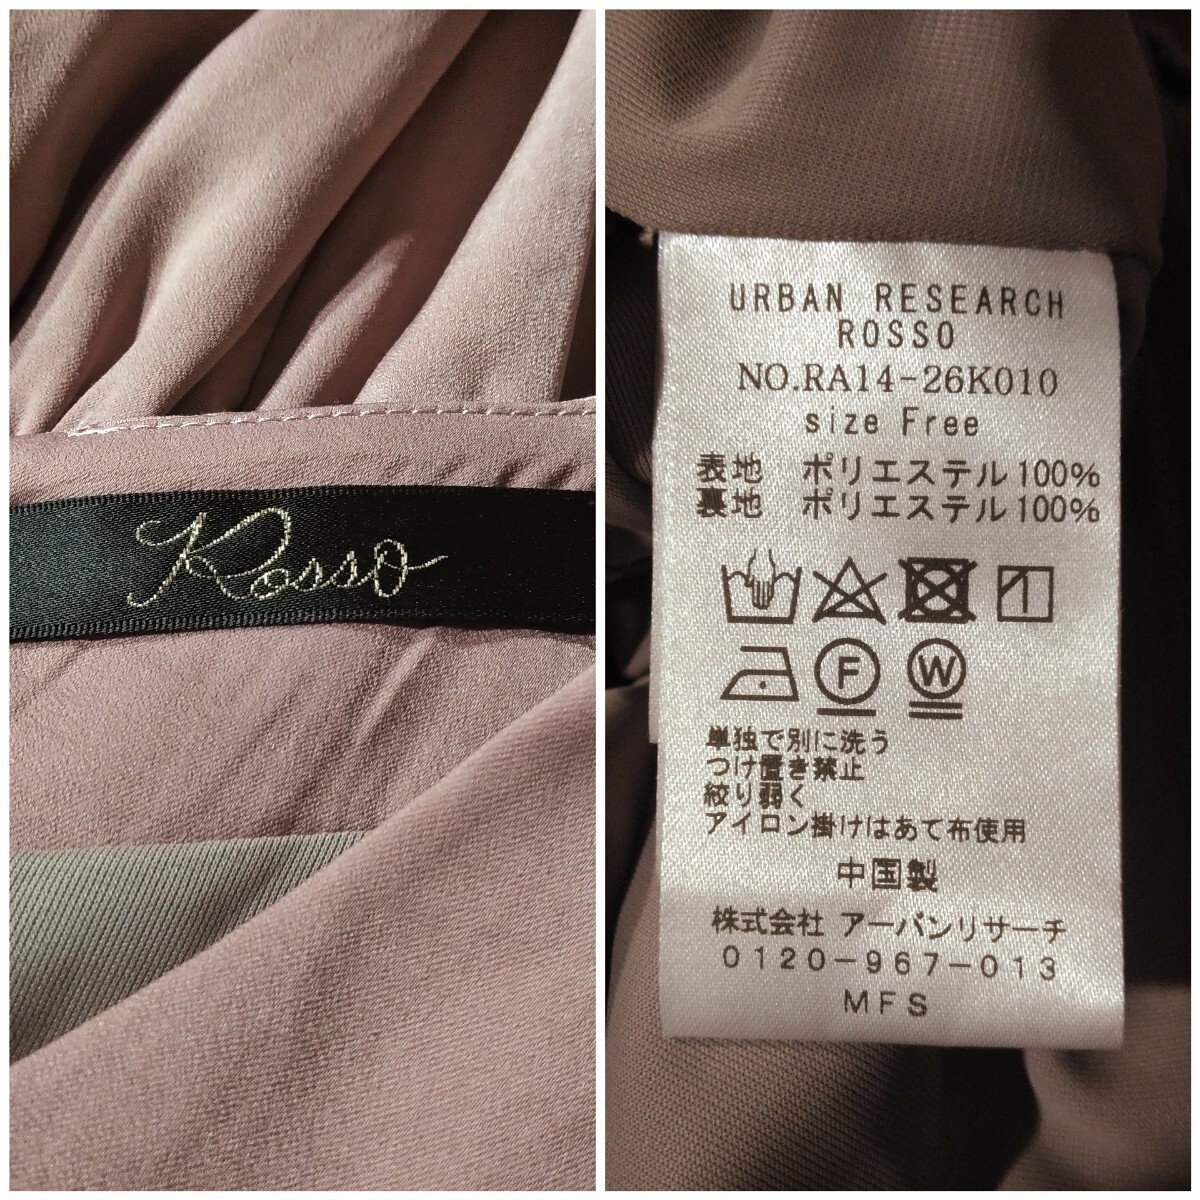 Rosso
URBAN RESEARCH
ROSSO
NO.RA14-26K010
size Free
表地 ポリエステル100%
裏地 ポリエステル100%
F W
単独で別に洗う
つけ置き禁止
絞り弱く
アイロン掛けはあて布使用
中国製
株式会社 アーバンリサーチ
0120-967-013
MFS